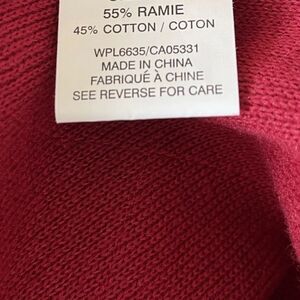 55% RAMIE
45% COTTON / COTON
WPL6635/CA05331
MADE IN CHINA
FABRIQUÉ À CHINE
SEE REVERSE FOR CARE